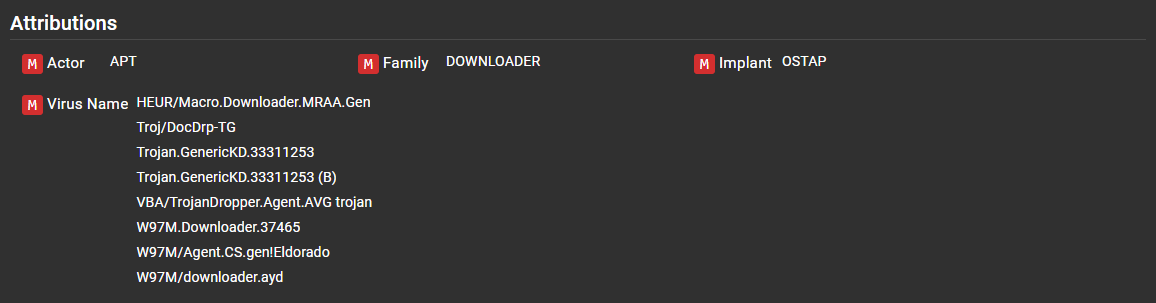 Attributions
M Actor APT M Family DOWNLOADER M Implant OSTAP
M Virus Name HEUR/Macro.Downloader.MRAA.Gen
Troj/DocDrp-TG
Trojan.GenericKD.33311253
Trojan.GenericKD.33311253 (B)
VBA/TrojanDropper.Agent.AVG trojan
W97M.Downloader.37465
W97M/Agent.CS.gen!Eldorado
W97M/downloader.ayd